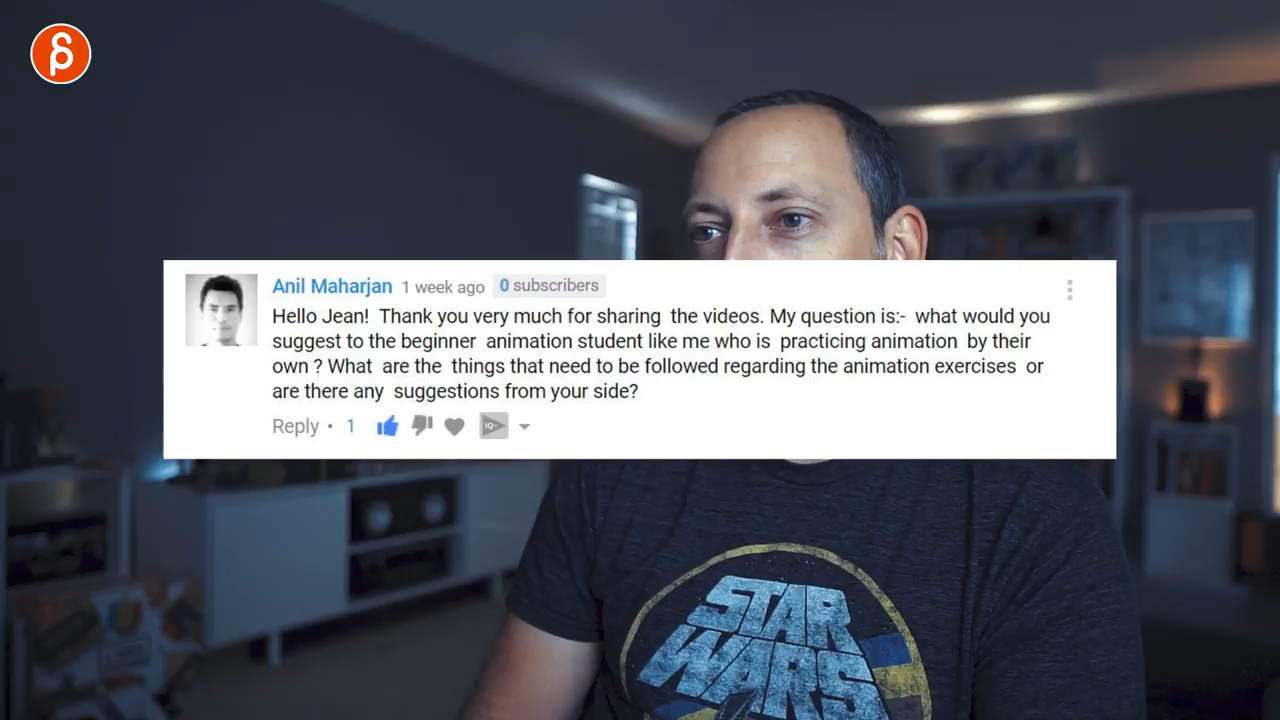 Anil Maharjan 1 week ago 0 subscribers
Hello Jean! Thank you very much for sharing the videos. My question is:- what would you
suggest to the beginner animation student like me who is practicing animation by their
own ? What are the things that need to be followed regarding the animation exercises or
are there any suggestions from your side?
Reply • 1
IQ
STAR
WARS